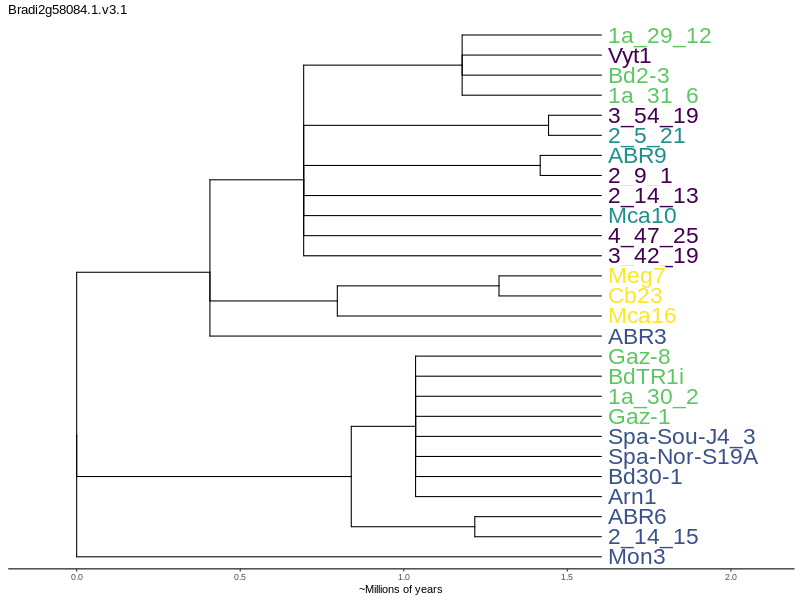 Bradi2g58084.1.v3.1
1a_29_12
Vyt1
Bd2-3
1a_31_6
3_54_19
2_5_21
ABR9
2_9_1
2_14_13
Mca10
4_47_25
3_42_19
Meg7
Cb23
Mca16
ABR3
Gaz-8
BdTR1i
1a_30_2
Gaz-1
Spa-Sou-J4_3
Spa-Nor-S19A
Bd30-1
Arn1
ABR6
2_14_15
Mon3
0.0 0.5 1.0 1.5 2.0
~Millions of years